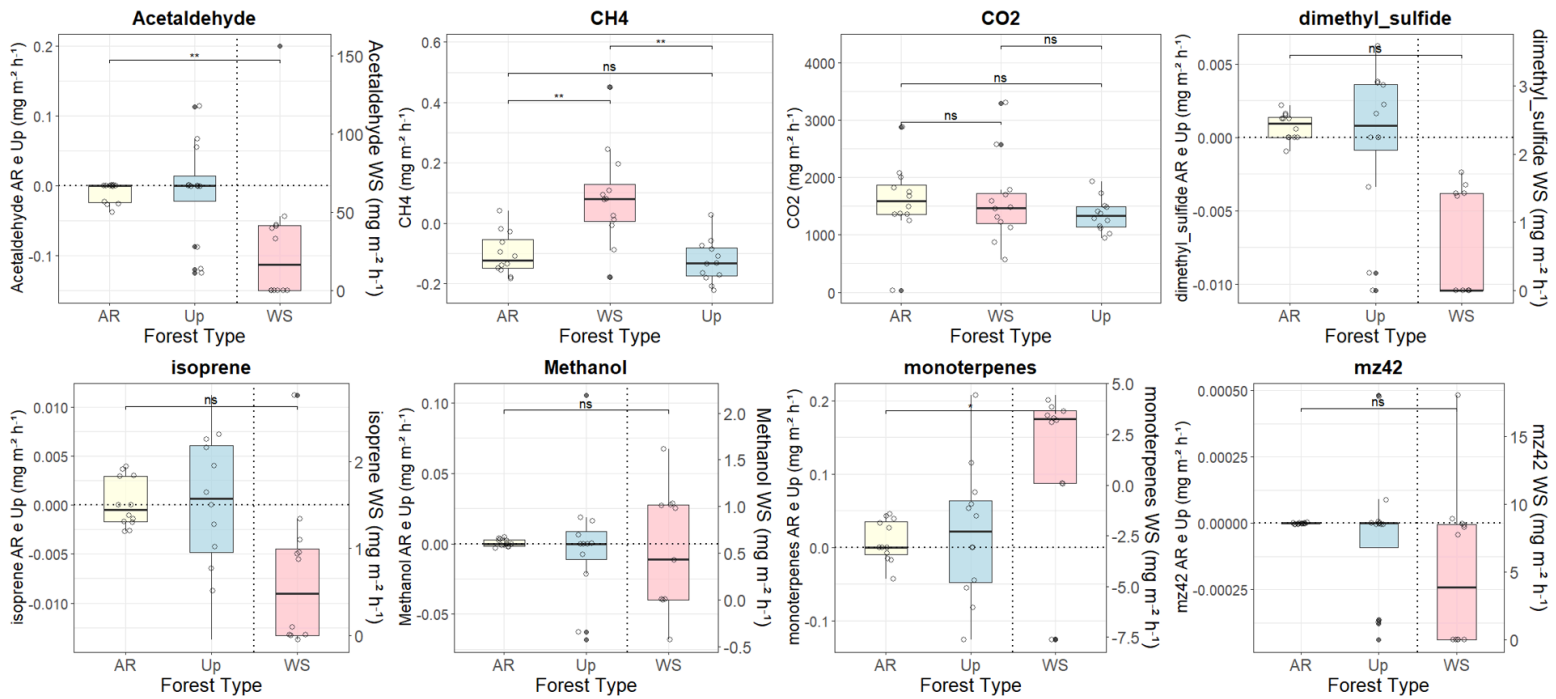 Acetaldehyde
Acetaldehyde AR e Up (mg m⁻² h⁻¹)
0.2
0.1
0.0
-0.1
**
150
100
50
0
Acetaldehyde WS (mg m⁻² h⁻¹)
AR Up WS
Forest Type
CH4
CH4 (mg m⁻² h⁻¹)
0.6
0.4
0.2
0.0
-0.2
**
ns
**
AR WS Up
Forest Type
CO2
CO2 (mg m⁻² h⁻¹)
4000
3000
2000
1000
0
ns
ns
ns
AR WS Up
Forest Type
dimethyl_sulfide
dimethyl_sulfide AR e Up (mg m⁻² h⁻¹)
0.005
0.000
-0.005
-0.010
ns
3
2
1
0
dimethyl_sulfide WS (mg m⁻² h⁻¹)
AR Up WS
Forest Type
isoprene
isoprene AR e Up (mg m⁻² h⁻¹)
0.010
0.005
0.000
-0.005
-0.010
ns
2
1
0
isoprene WS (mg m⁻² h⁻¹)
AR Up WS
Forest Type
Methanol
Methanol AR e Up (mg m⁻² h⁻¹)
0.10
0.05
0.00
-0.05
ns
2.0
1.5
1.0
0.5
0.0
-0.5
Methanol WS (mg m⁻² h⁻¹)
AR Up WS
Forest Type
monoterpenes
monoterpenes AR e Up (mg m⁻² h⁻¹)
0.2
0.1
0.0
-0.1
*
5.0
2.5
0.0
-2.5
-5.0
-7.5
monoterpenes WS (mg m⁻² h⁻¹)
AR Up WS
Forest Type
mz42
mz42 AR e Up (mg m⁻² h⁻¹)
0.00050
0.00025
0.00000
-0.00025
ns
15
10
5
0
mz42 WS (mg m⁻² h⁻¹)
AR Up WS
Forest Type